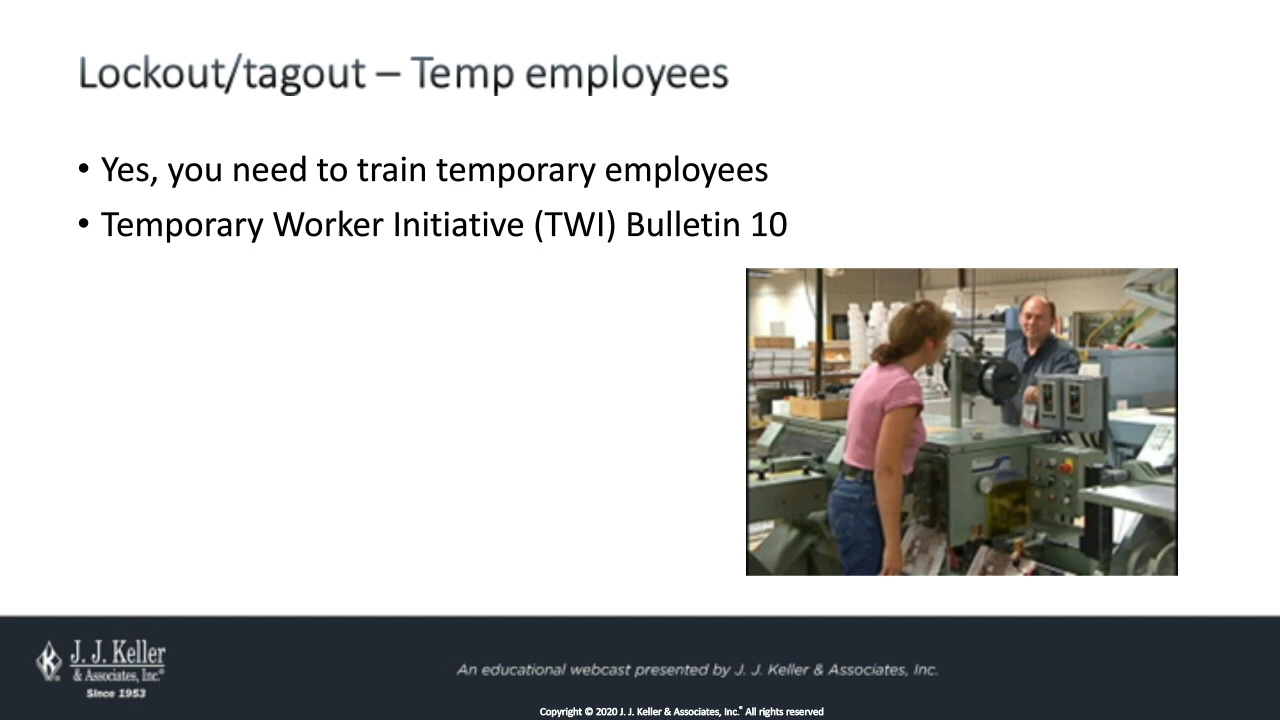 Lockout/tagout – Temp employees
• Yes, you need to train temporary employees
• Temporary Worker Initiative (TWI) Bulletin 10
J. J. Keller
& Associates, Inc.®
Since 1953
An educational webcast presented by J. J. Keller & Associates, Inc.
Copyright © 2020 J. J. Keller & Associates, Inc.® All rights reserved